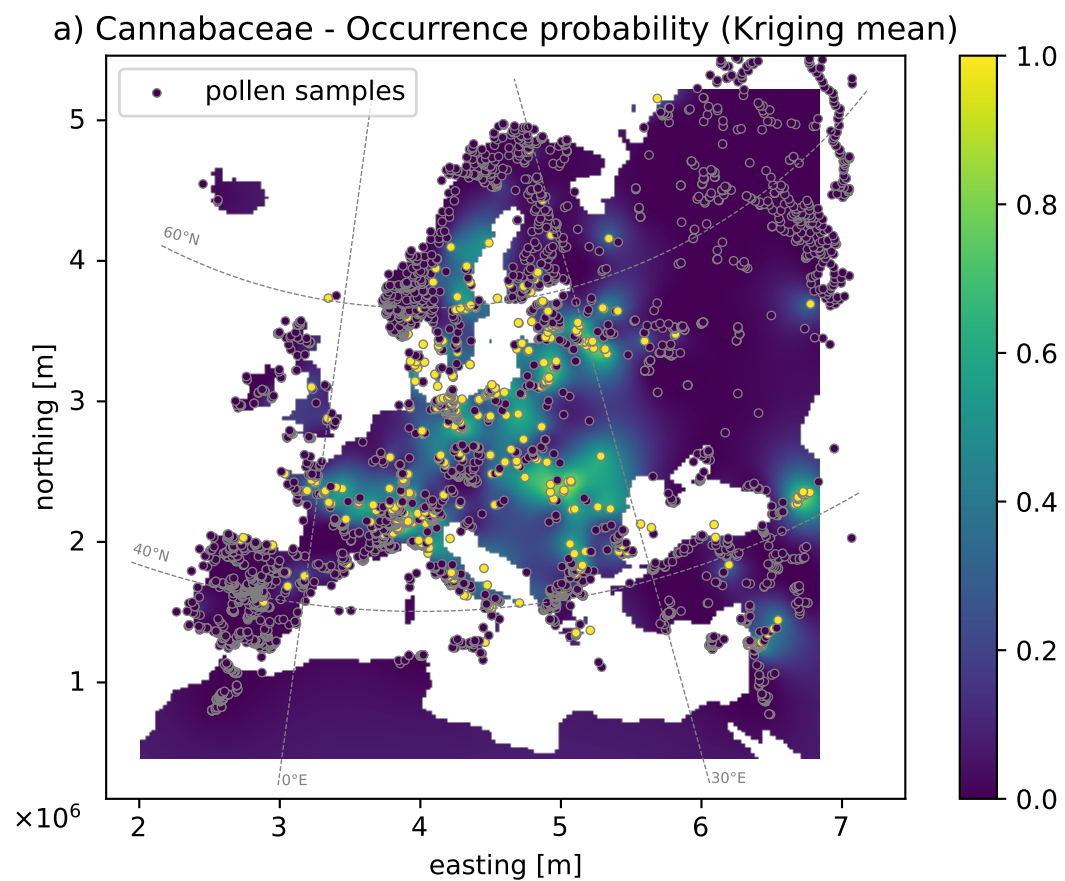 a) Cannabaceae - Occurrence probability (Kriging mean)
pollen samples
1.0
0.8
0.6
0.4
0.2
0.0
northing [m]
5
4
3
2
1
60°N
40°N
0°E
30°E
×10⁶
2 3 4 5 6 7
easting [m]